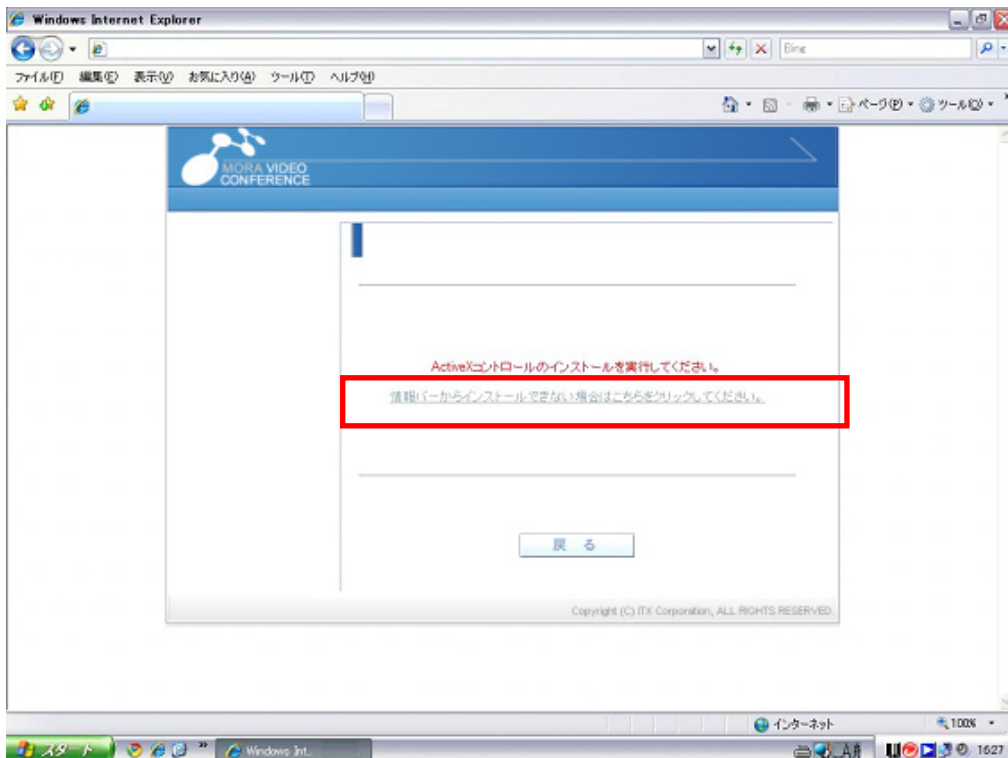 Windows Internet Explorer
Bing
ファイル(F) 編集(E) 表示(V) お気に入り(A) ツール(T) ヘルプ(H)
ページ(P) ツール(O)
MORA VIDEO
CONFERENCE
ActiveXコントロールのインストールを実行してください。
情報バーからインストールできない場合はこちらをクリックしてください。
戻 る
Copyright (C) ITX Corporation, ALL RIGHTS RESERVED.
インターネット 100%
スタート Windows Int... A 16:27